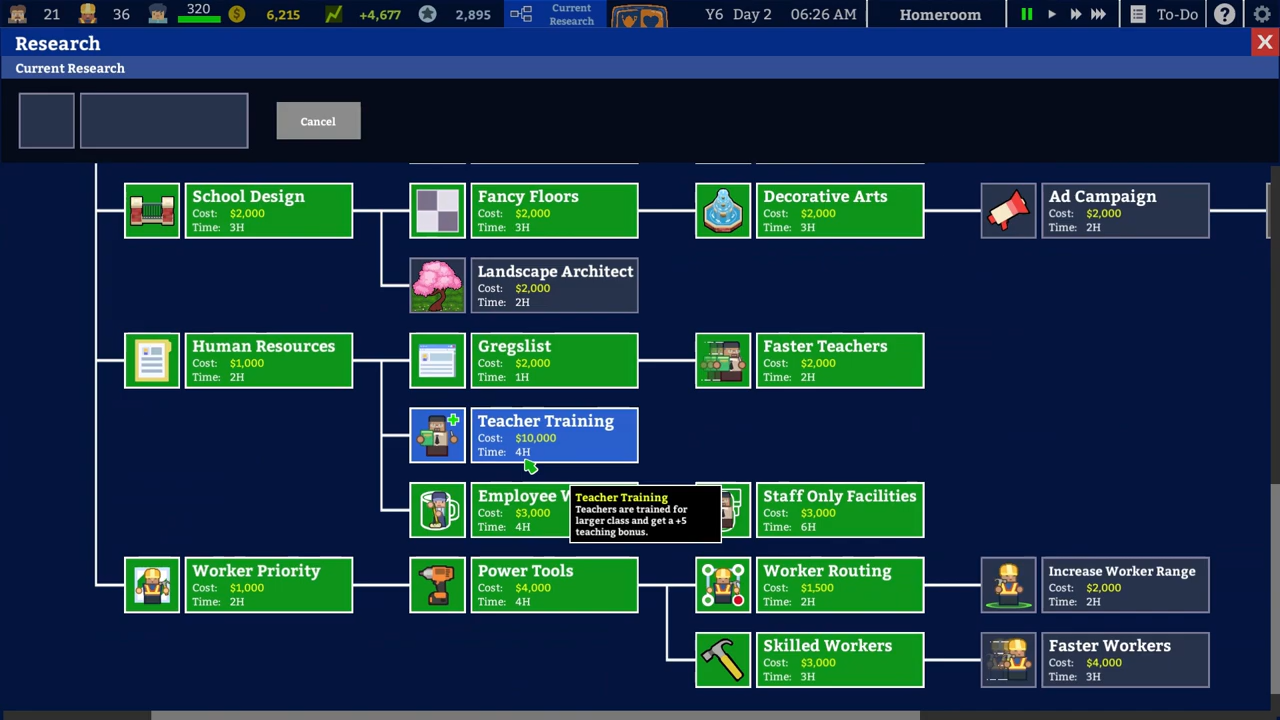 21
36
320
6,215
+4,677
2,895
Current
Research
Y6 Day 2
06:26 AM
Homeroom
To-Do
?
Research
X
Current Research
Cancel
School Design
Cost: $2,000
Time: 3H
Fancy Floors
Cost: $2,000
Time: 3H
Decorative Arts
Cost: $2,000
Time: 3H
Ad Campaign
Cost: $2,000
Time: 2H
Landscape Architect
Cost: $2,000
Time: 2H
Human Resources
Cost: $1,000
Time: 2H
Gregslist
Cost: $2,000
Time: 1H
Faster Teachers
Cost: $2,000
Time: 2H
Teacher Training
Cost: $10,000
Time: 4H
Employee W
Cost: $3,000
Time: 4H
Teacher Training
Teachers are trained for
larger class and get a +5
teaching bonus.
Staff Only Facilities
Cost: $3,000
Time: 6H
Worker Priority
Cost: $1,000
Time: 2H
Power Tools
Cost: $4,000
Time: 4H
Worker Routing
Cost: $1,500
Time: 2H
Increase Worker Range
Cost: $2,000
Time: 2H
Skilled Workers
Cost: $3,000
Time: 3H
Faster Workers
Cost: $4,000
Time: 3H